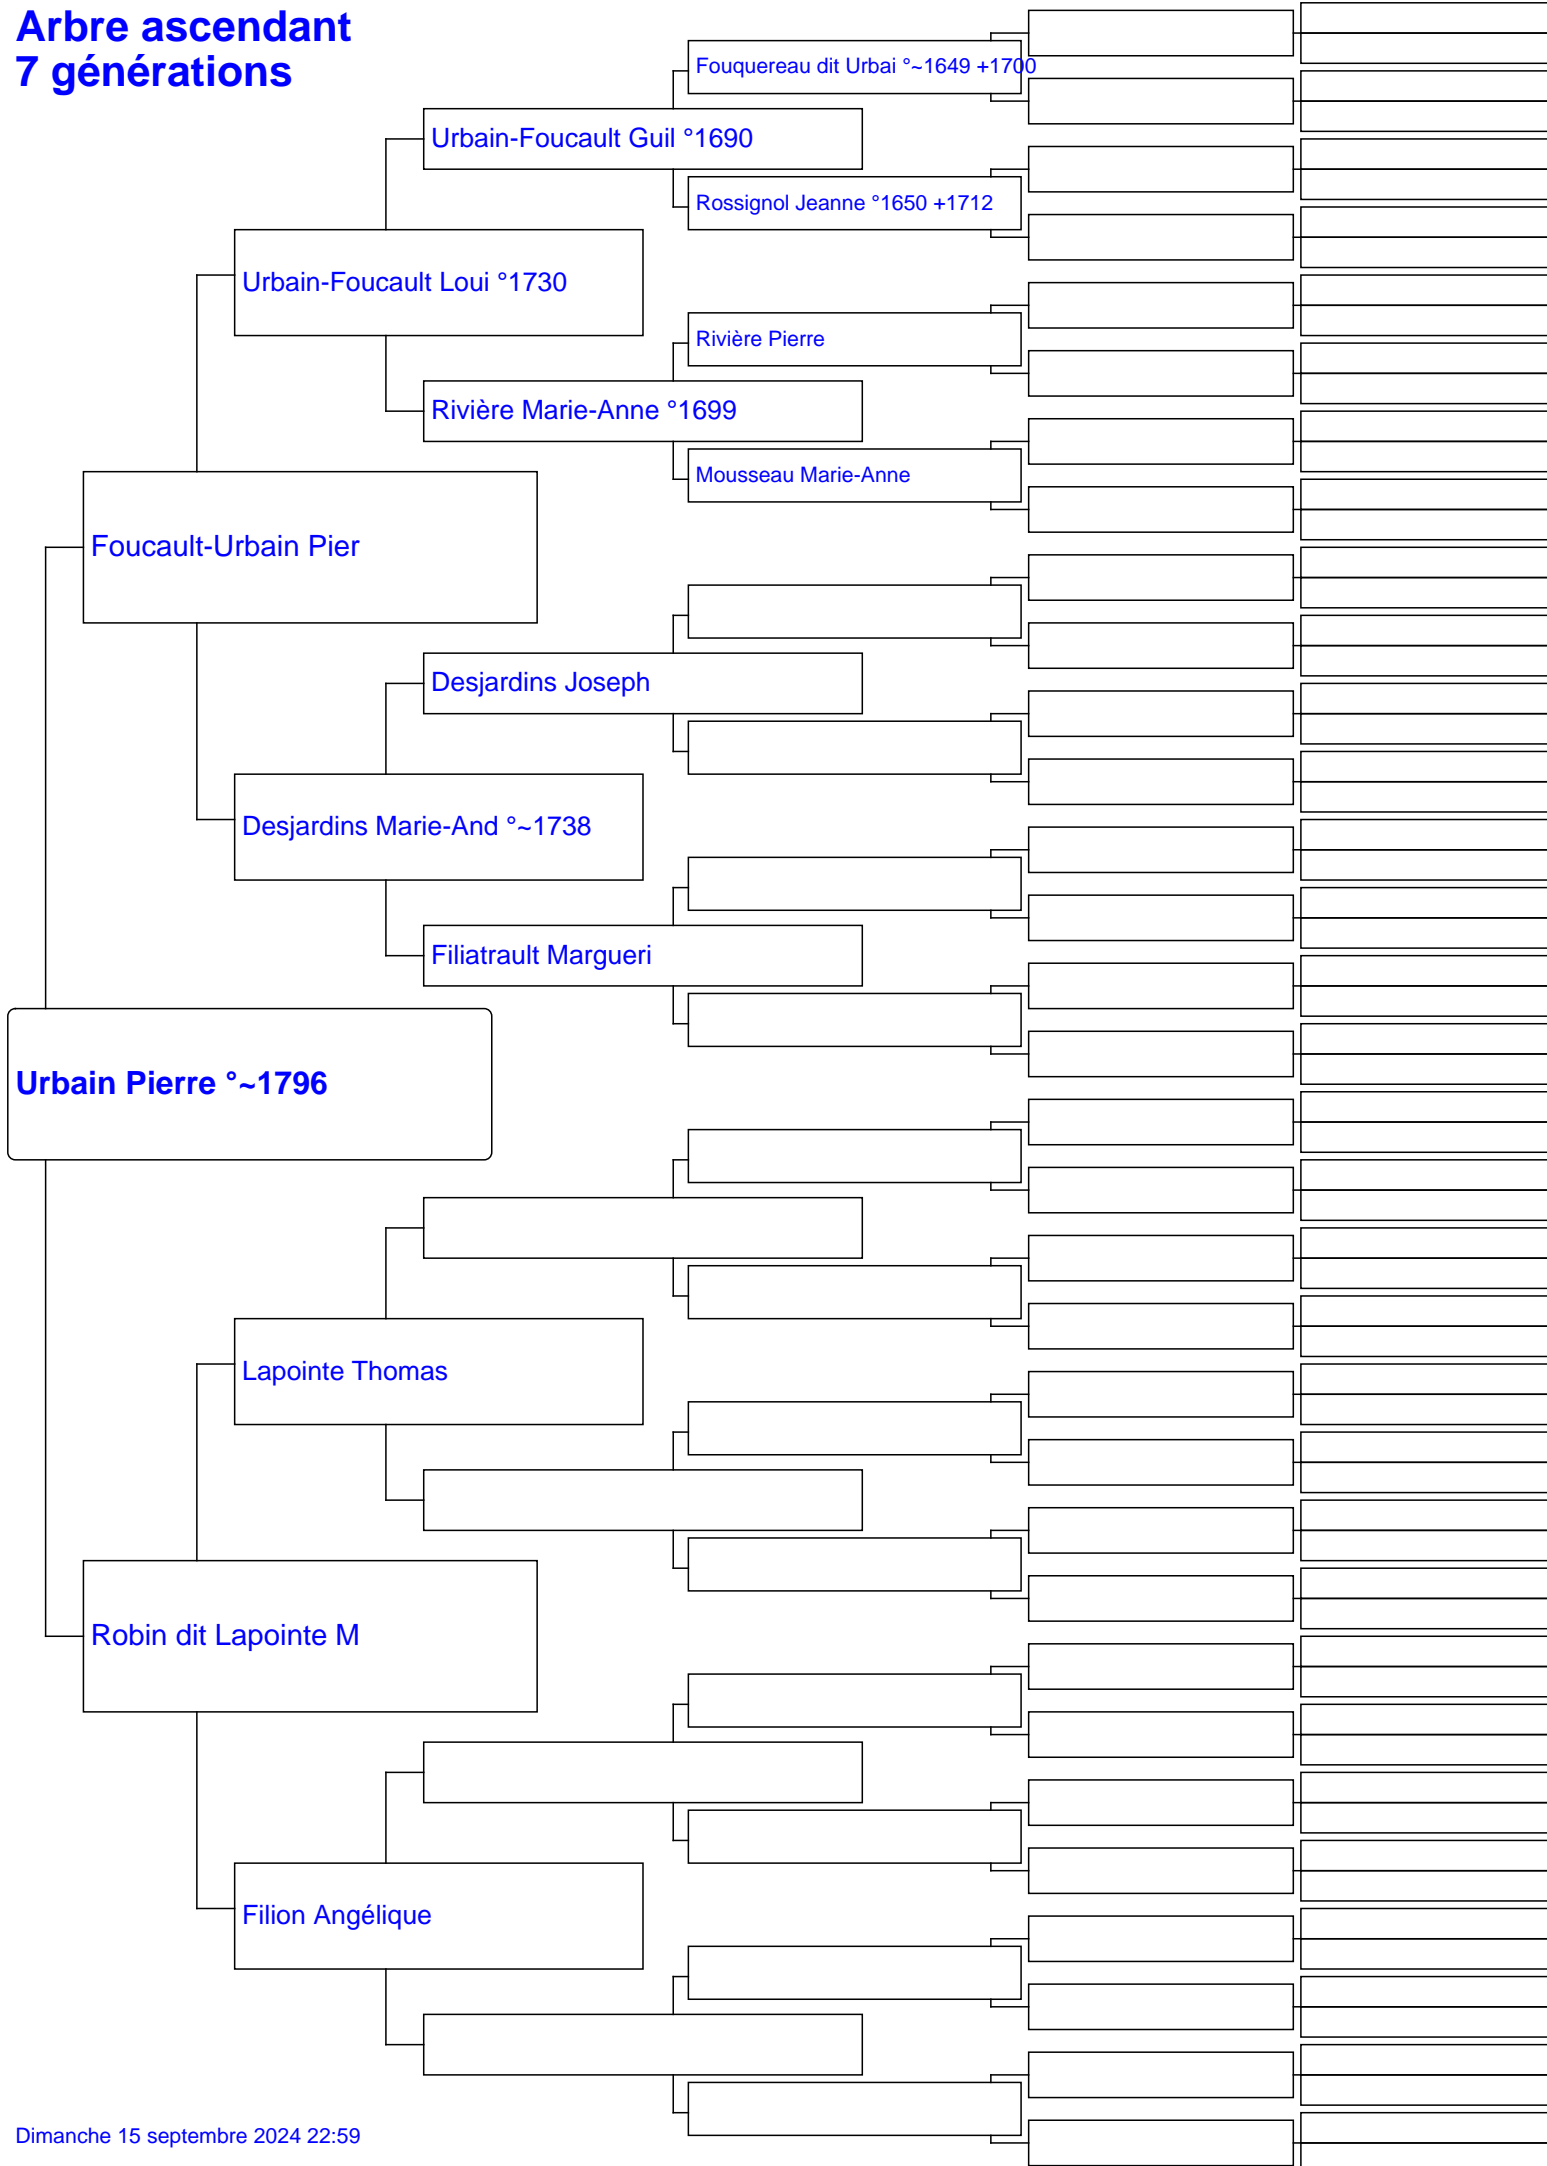 Arbre ascendant
7 générations
Fouquereau dit Urbai °~1649 +1700
Urbain-Foucault Guil °1690
Rossignol Jeanne °1650 +1712
Urbain-Foucault Loui °1730
Rivière Pierre
Rivière Marie-Anne °1699
Mousseau Marie-Anne
Foucault-Urbain Pier
Desjardins Joseph
Desjardins Marie-And °~1738
Filiatrault Margueri
Urbain Pierre °~1796
Lapointe Thomas
Robin dit Lapointe M
Filion Angélique
Dimanche 15 septembre 2024 22:59